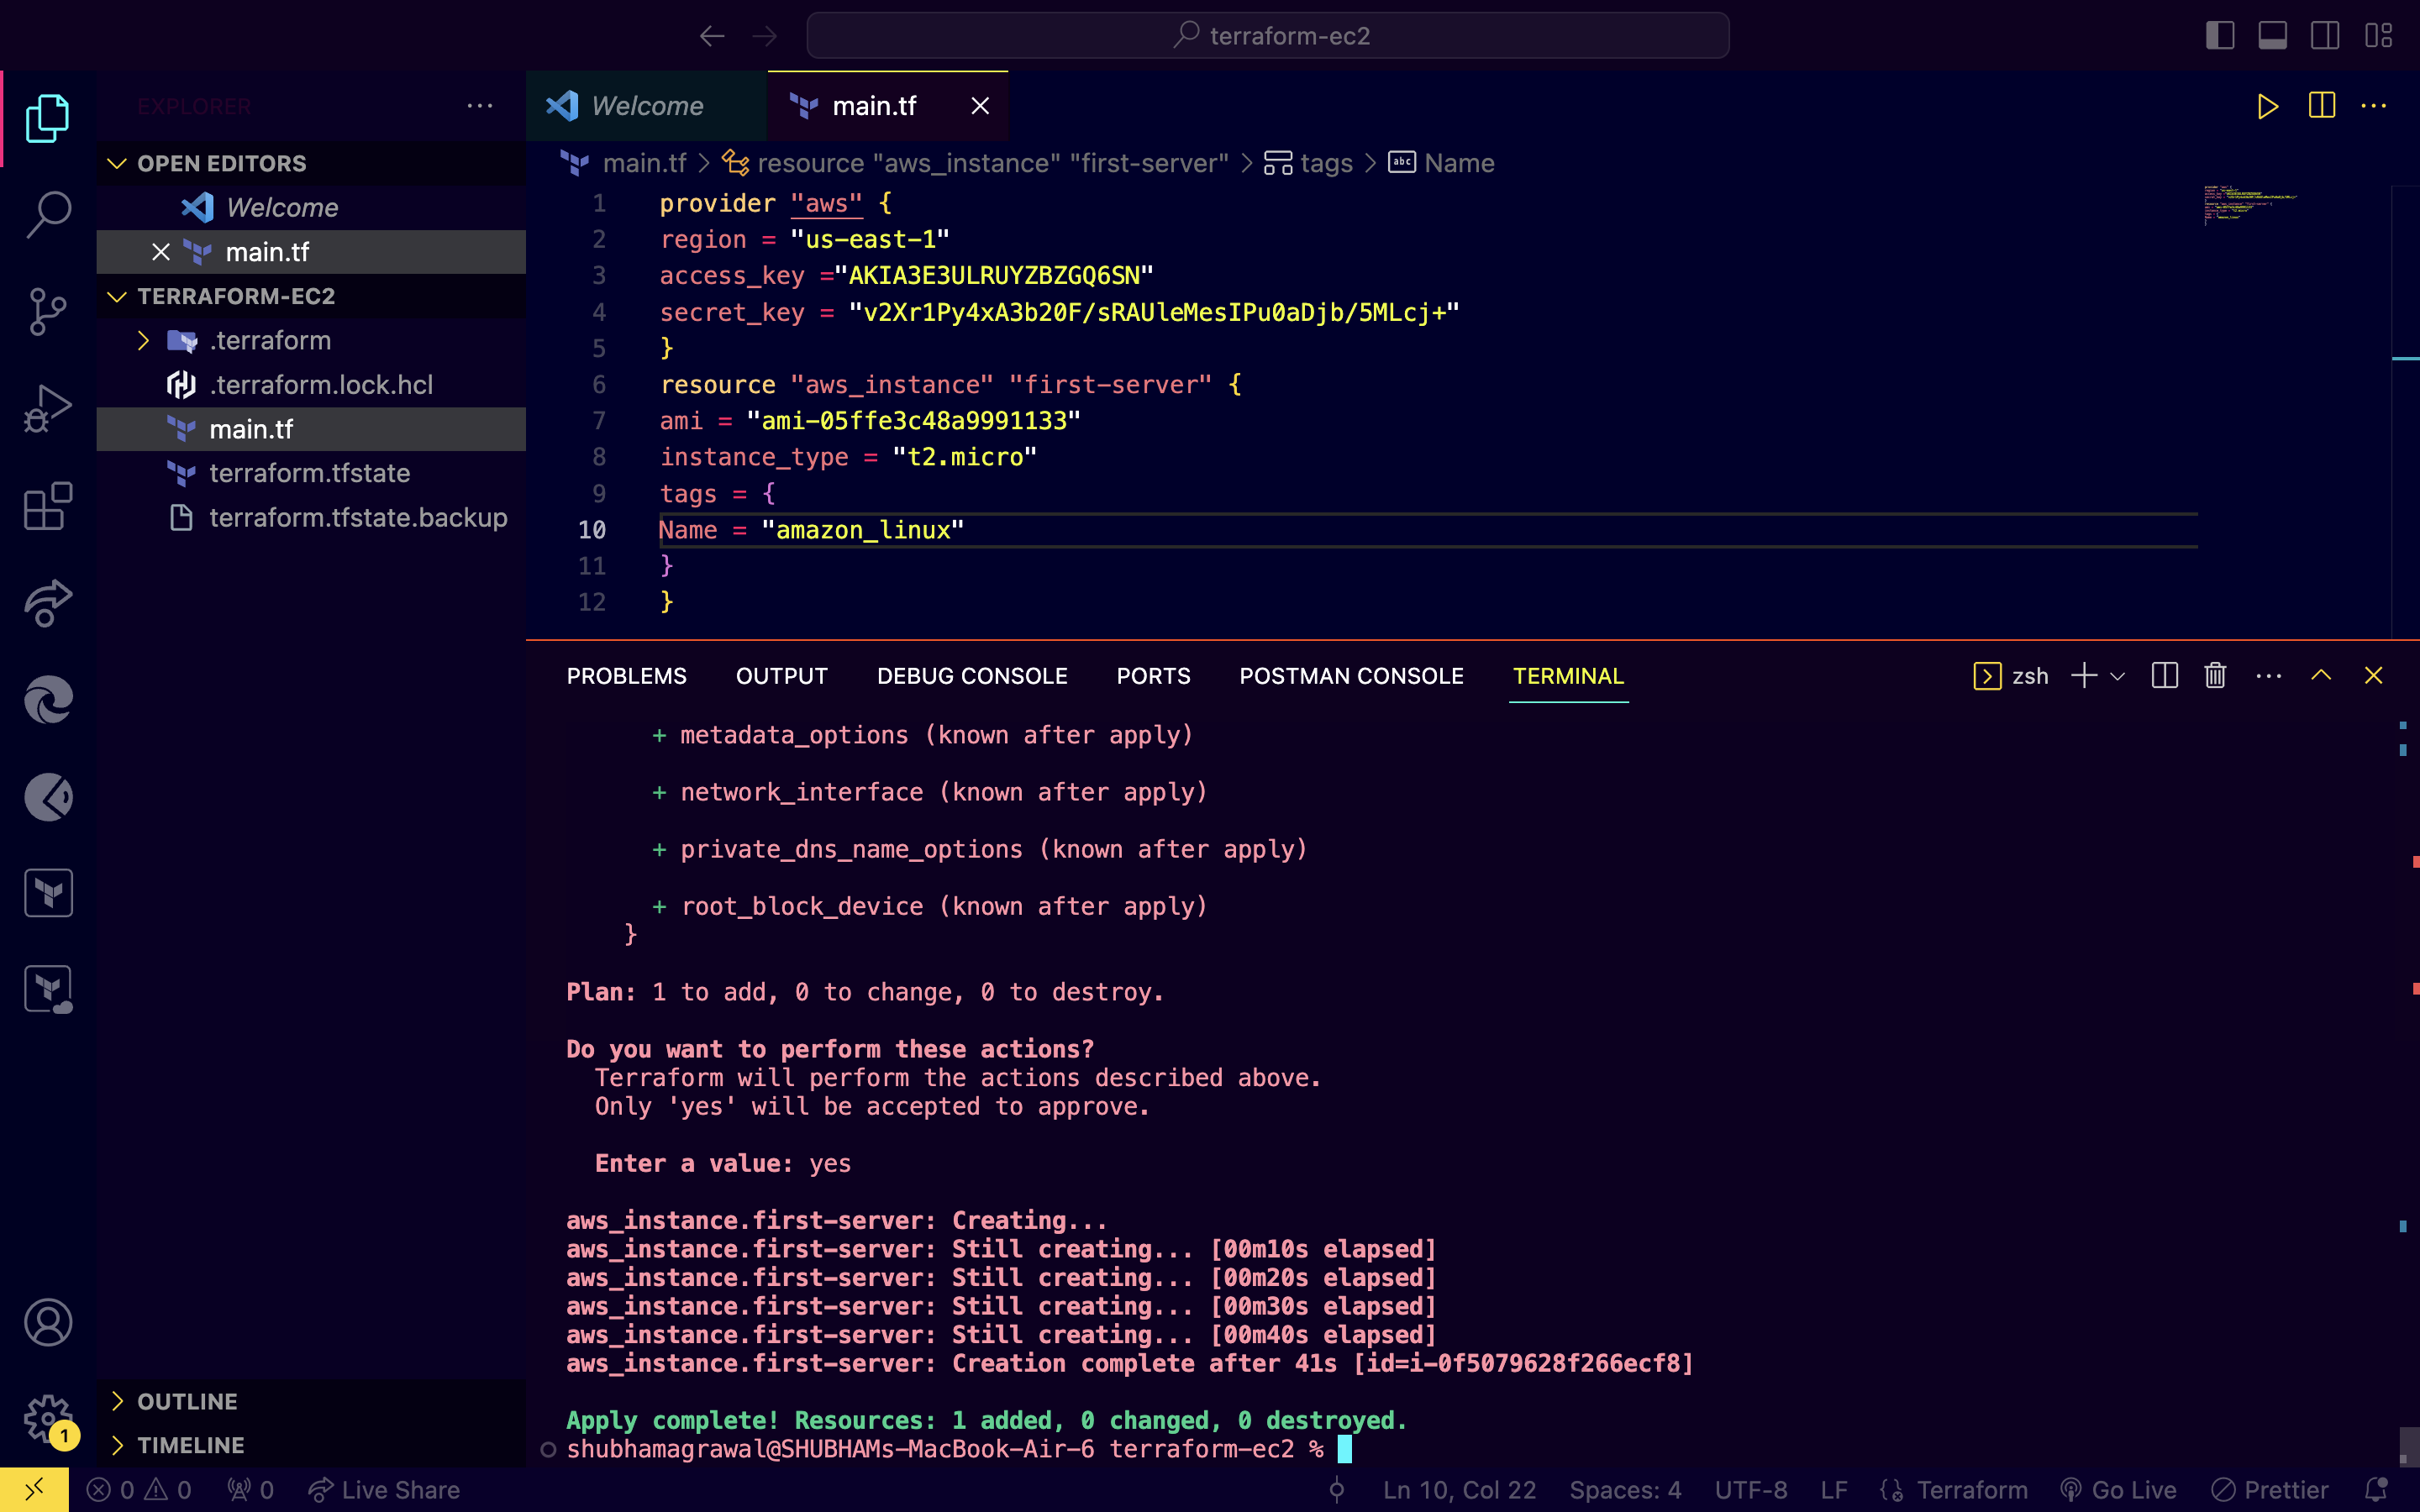 terraform-ec2
EXPLORER
OPEN EDITORS
Welcome
main.tf
TERRAFORM-EC2
.terraform
.terraform.lock.hcl
main.tf
terraform.tfstate
terraform.tfstate.backup
OUTLINE
TIMELINE
Welcome
main.tf
main.tf > resource "aws_instance" "first-server" > tags > abc Name
1 provider "aws" {
2 region = "us-east-1"
3 access_key ="AKIA3E3ULRUYZBZGQ6SN"
4 secret_key = "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"
5 }
6 resource "aws_instance" "first-server" {
7 ami = "ami-05ffe3c48a9991133"
8 instance_type = "t2.micro"
9 tags = {
10 Name = "amazon_linux"
11 }
12 }
PROBLEMS OUTPUT DEBUG CONSOLE PORTS POSTMAN CONSOLE TERMINAL zsh
+ metadata_options (known after apply)
+ network_interface (known after apply)
+ private_dns_name_options (known after apply)
+ root_block_device (known after apply)
}
Plan: 1 to add, 0 to change, 0 to destroy.
Do you want to perform these actions?
Terraform will perform the actions described above.
Only 'yes' will be accepted to approve.
Enter a value: yes
aws_instance.first-server: Creating...
aws_instance.first-server: Still creating... [00m10s elapsed]
aws_instance.first-server: Still creating... [00m20s elapsed]
aws_instance.first-server: Still creating... [00m30s elapsed]
aws_instance.first-server: Still creating... [00m40s elapsed]
aws_instance.first-server: Creation complete after 41s [id=i-0f5079628f266ecf8]
Apply complete! Resources: 1 added, 0 changed, 0 destroyed.
shubhamagrawal@SHUBHAMs-MacBook-Air-6 terraform-ec2 %
1
0 0 0 Live Share Ln 10, Col 22 Spaces: 4 UTF-8 LF Terraform Go Live Prettier